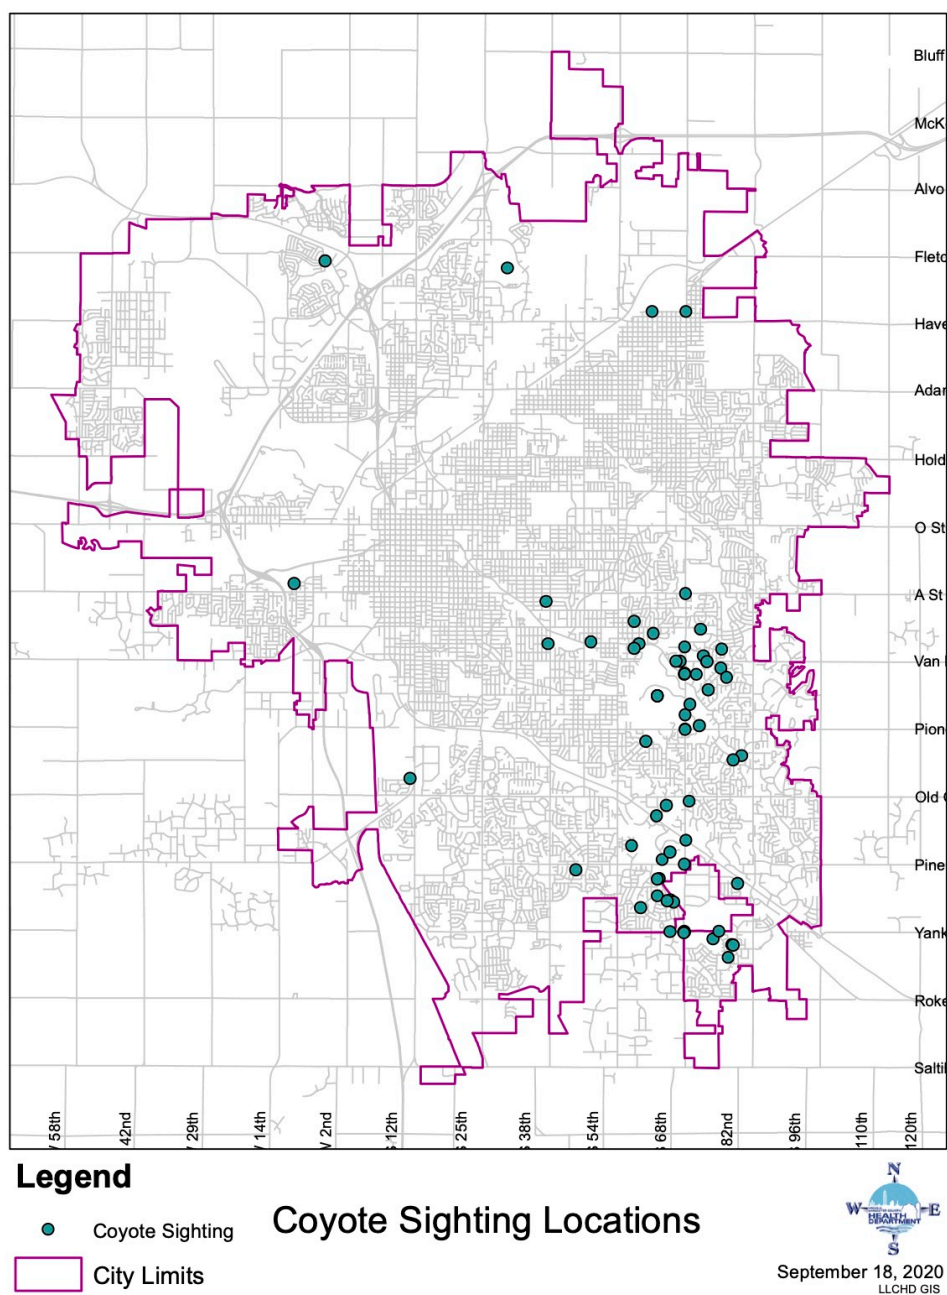 Bluff
McK
Alvo
Fletc
Have
Adar
Hold
O St
A St
Van
Pion
Old
Pine
Yank
Roke
Saltil
58th
42nd
29th
14th
2nd
12th
25th
38th
54th
68th
82nd
96th
110th
120th
Legend
Coyote Sighting
City Limits
Coyote Sighting Locations
N
W
E
S
HEALTH
DEPARTMENT
September 18, 2020
LLCHD GIS